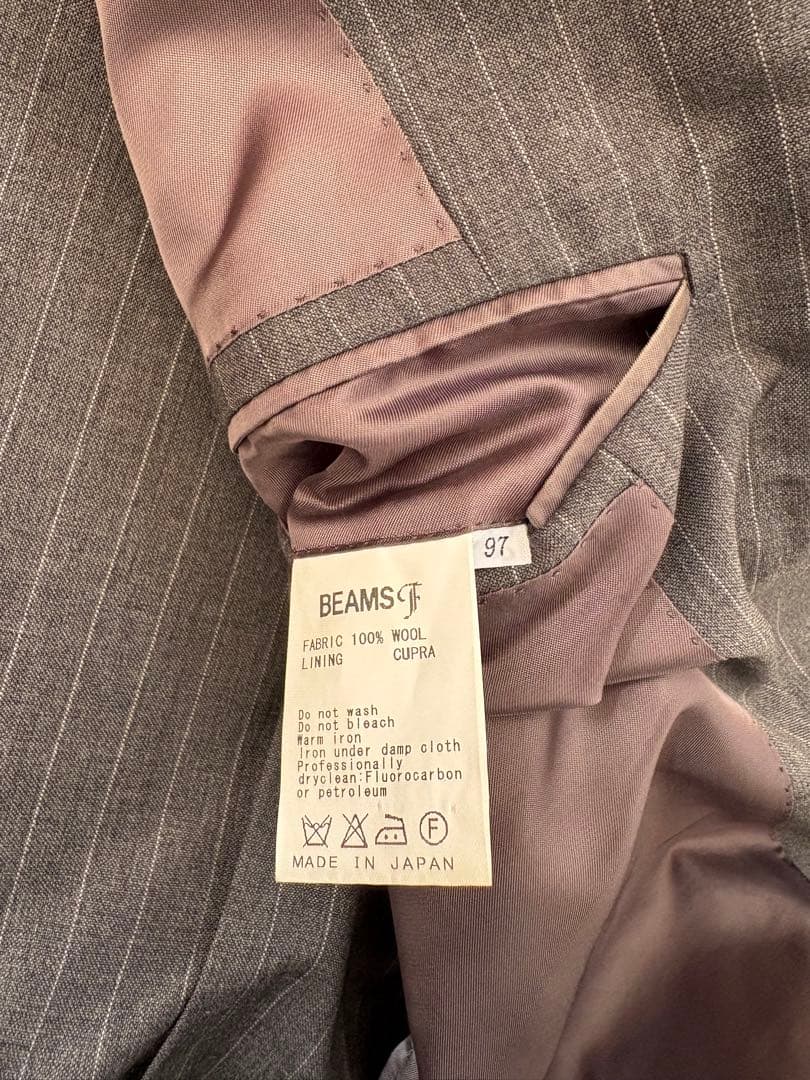 97
BEAMS F
FABRIC 100% WOOL
LINING CUPRA
Do not wash
Do not bleach
Warm iron
Iron under damp cloth
Professionally
dryclean:Fluorocarbon
or petroleum
F
MADE IN JAPAN